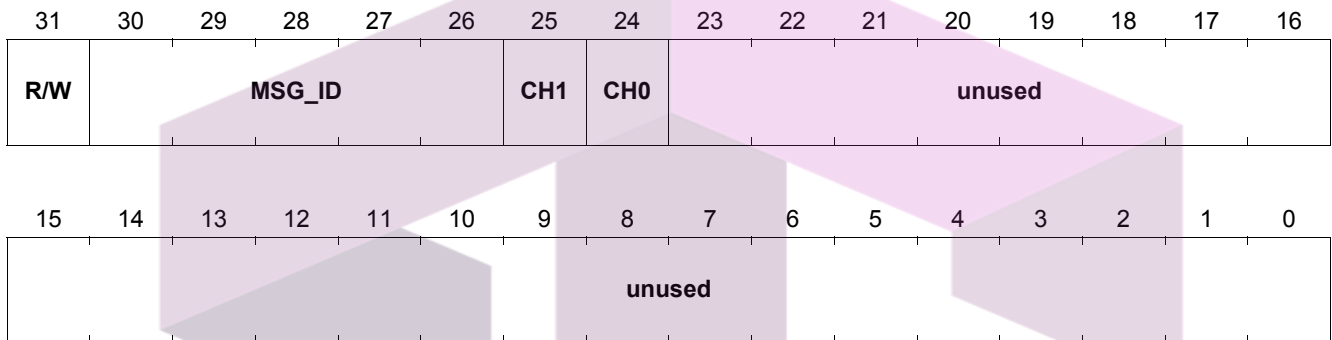 31 30 29 28 27 26 25 24 23 22 21 20 19 18 17 16
R/W MSG_ID CH1 CH0 unused
15 14 13 12 11 10 9 8 7 6 5 4 3 2 1 0
unused